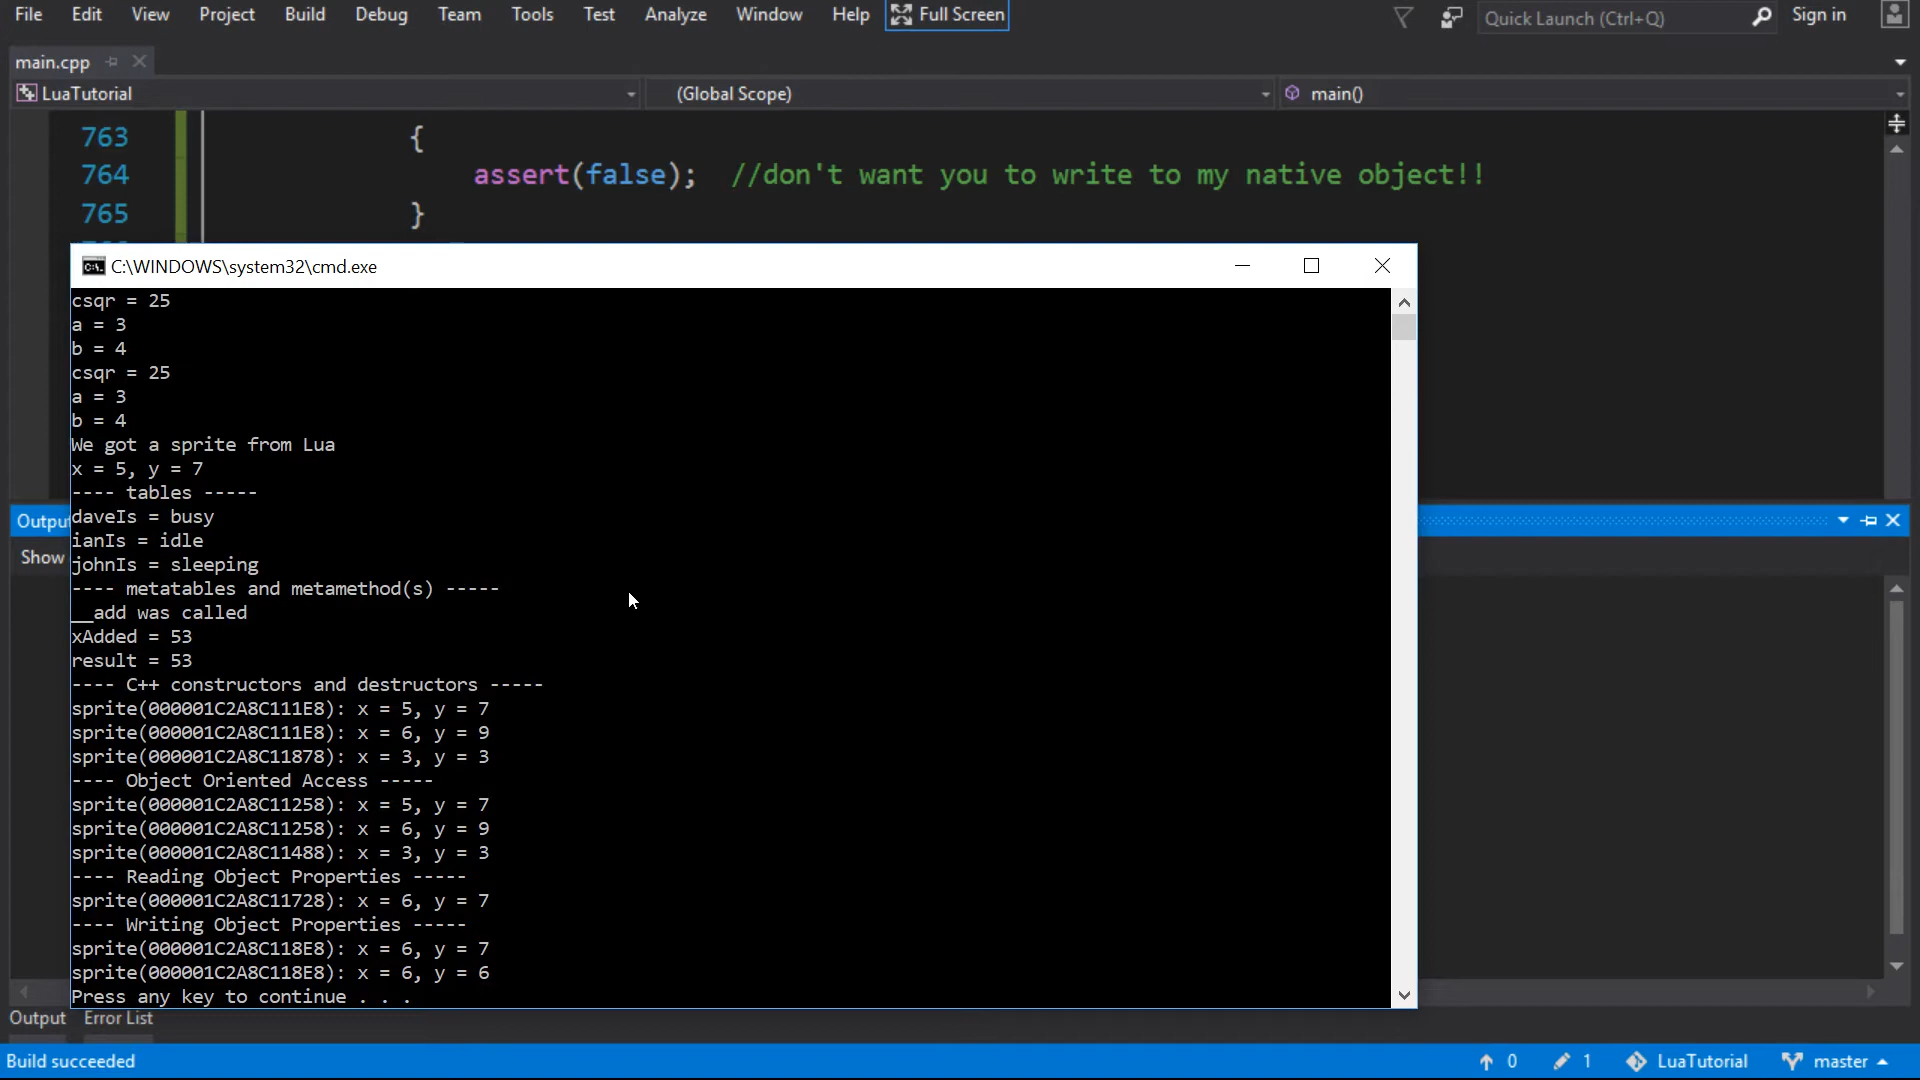 File Edit View Project Build Debug Team Tools Test Analyze Window Help Full Screen Quick Launch (Ctrl+Q) Sign in
main.cpp
LuaTutorial (Global Scope) main()
763 {
764 assert(false); //don't want you to write to my native object!!
765 }
C:\WINDOWS\system32\cmd.exe
csqr = 25
a = 3
b = 4
csqr = 25
a = 3
b = 4
We got a sprite from Lua
x = 5, y = 7
---- tables -----
Output
daveIs = busy
ianIs = idle
Show
johnIs = sleeping
---- metatables and metamethod(s) -----
__add was called
xAdded = 53
result = 53
---- C++ constructors and destructors -----
sprite(000001C2A8C111E8): x = 5, y = 7
sprite(000001C2A8C111E8): x = 6, y = 9
sprite(000001C2A8C11878): x = 3, y = 3
---- Object Oriented Access -----
sprite(000001C2A8C11258): x = 5, y = 7
sprite(000001C2A8C11258): x = 6, y = 9
sprite(000001C2A8C11488): x = 3, y = 3
---- Reading Object Properties -----
sprite(000001C2A8C11728): x = 6, y = 7
---- Writing Object Properties -----
sprite(000001C2A8C118E8): x = 6, y = 7
sprite(000001C2A8C118E8): x = 6, y = 6
Press any key to continue . . .
Output Error List
Build succeeded 0 1 LuaTutorial master